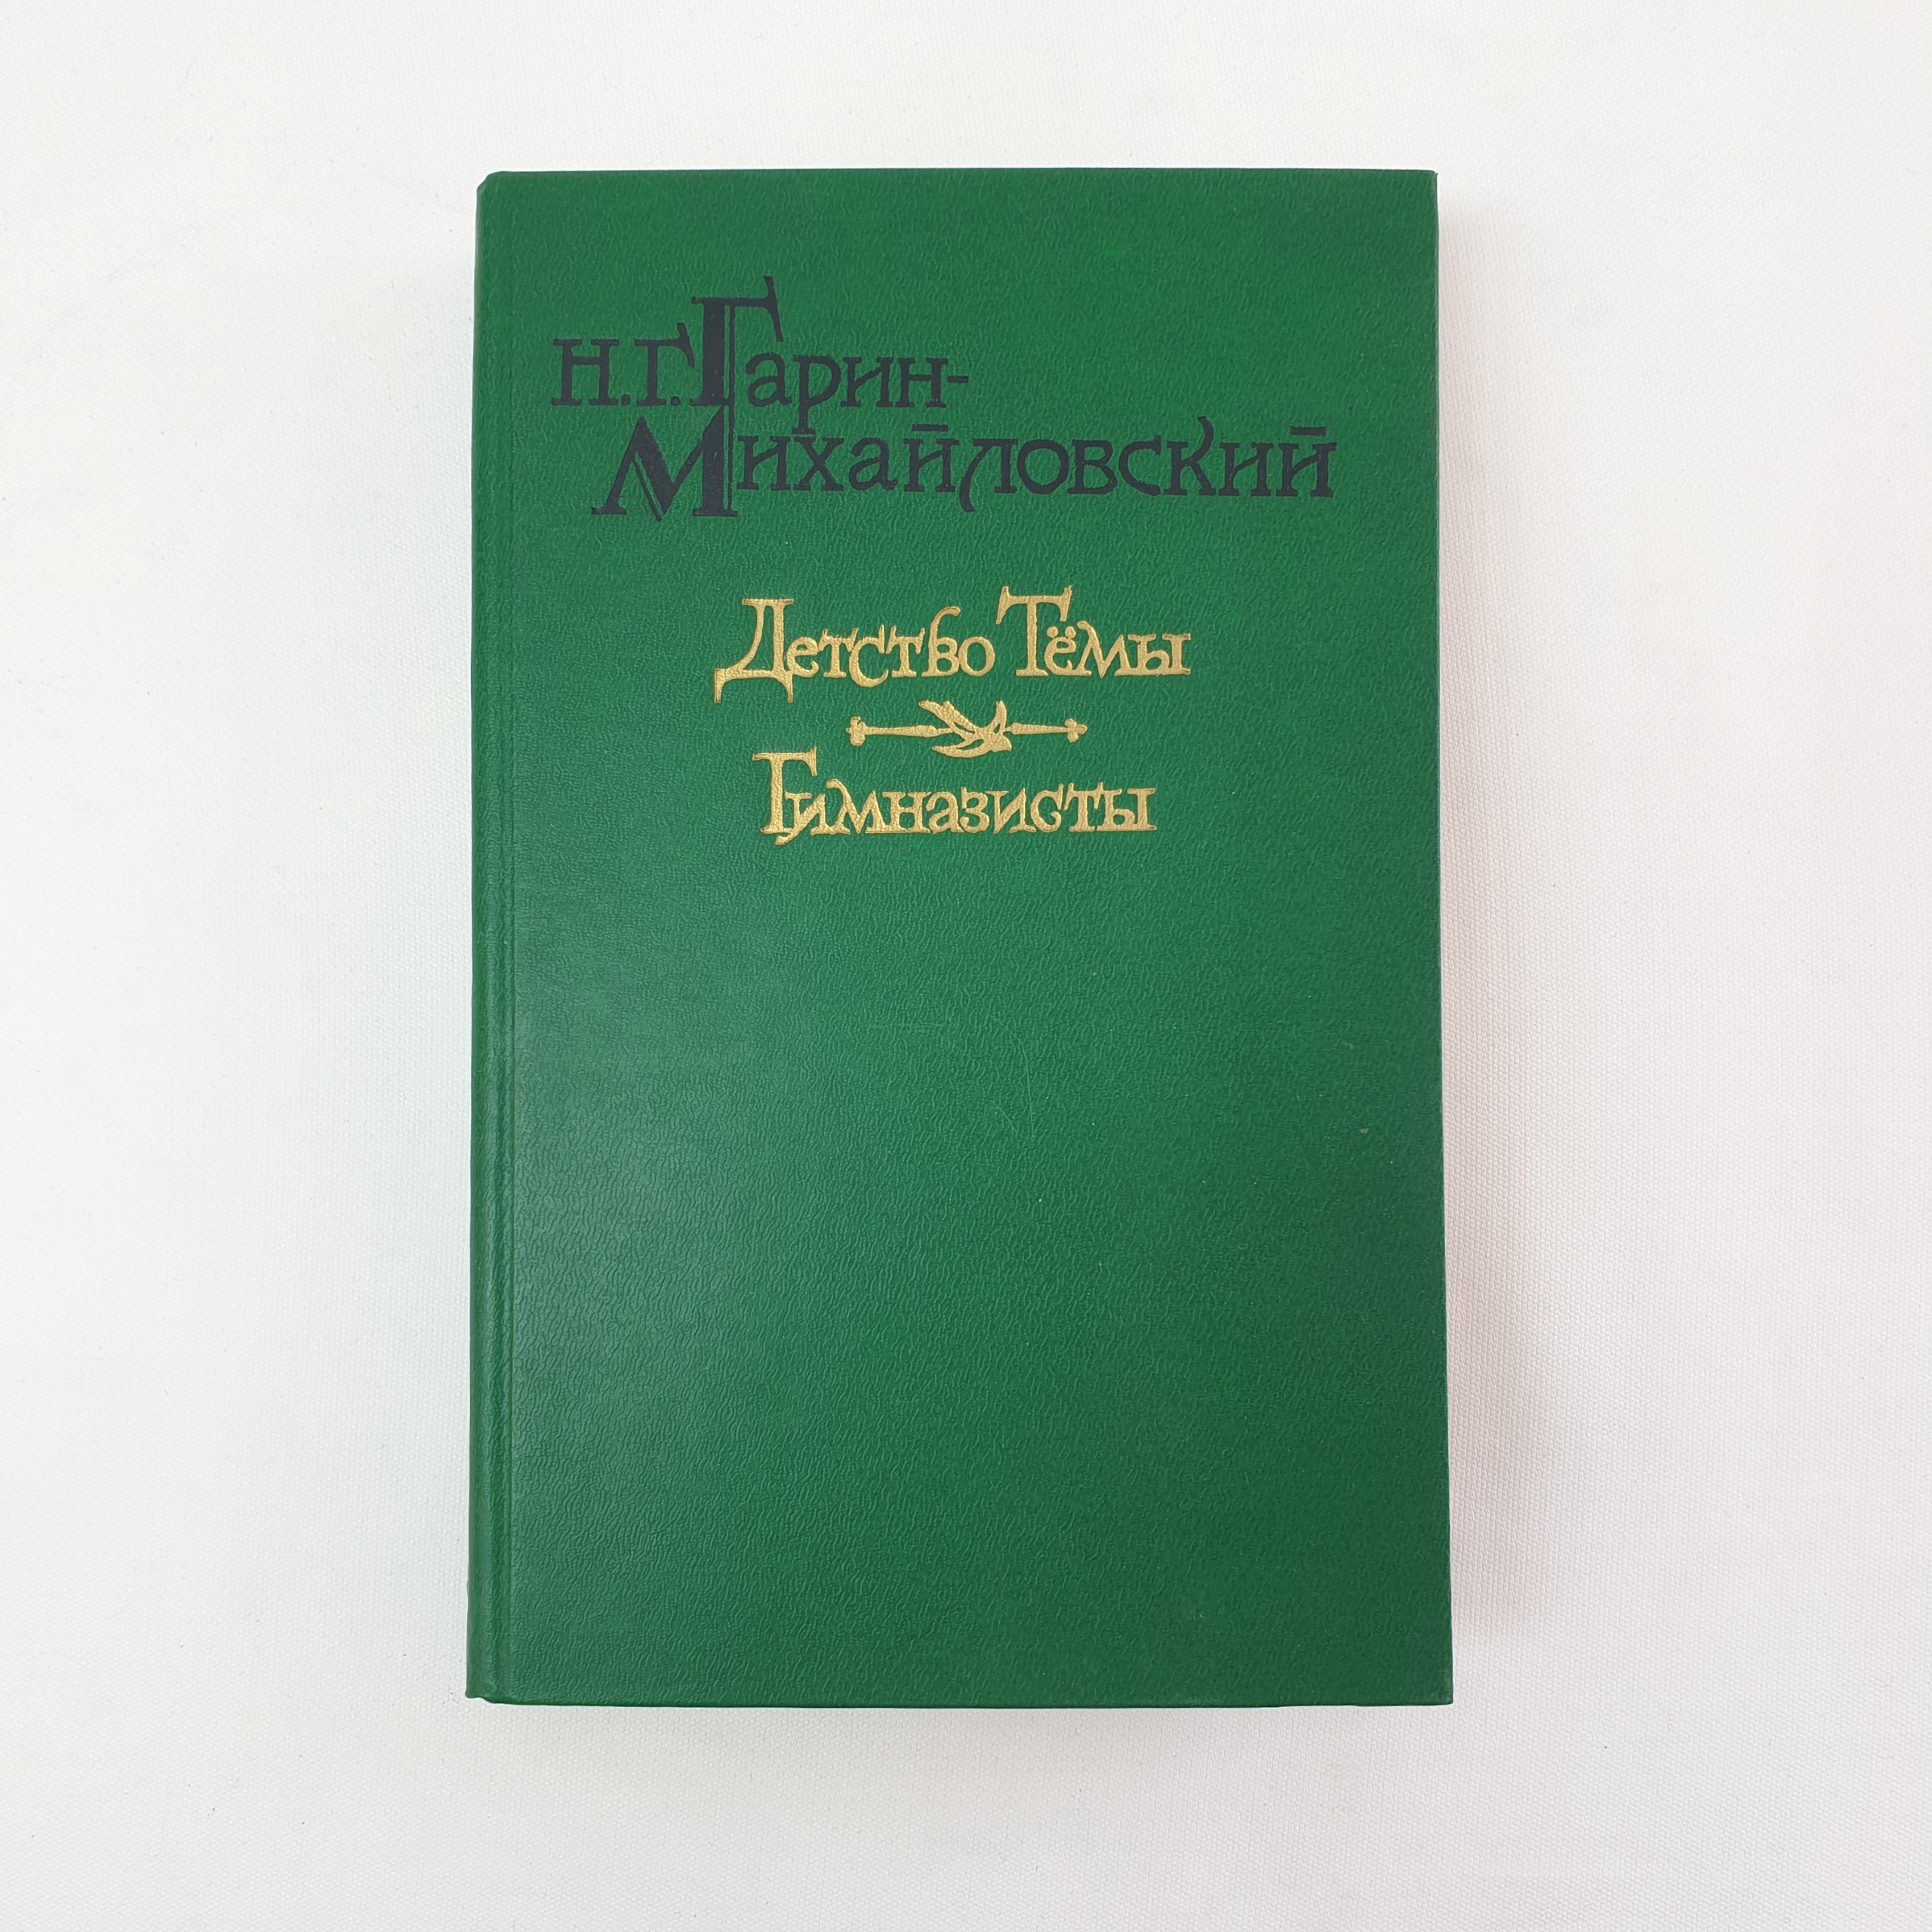 Н.Г. Гарин-
Михайловский
Детство Тёмы
Гимназисты